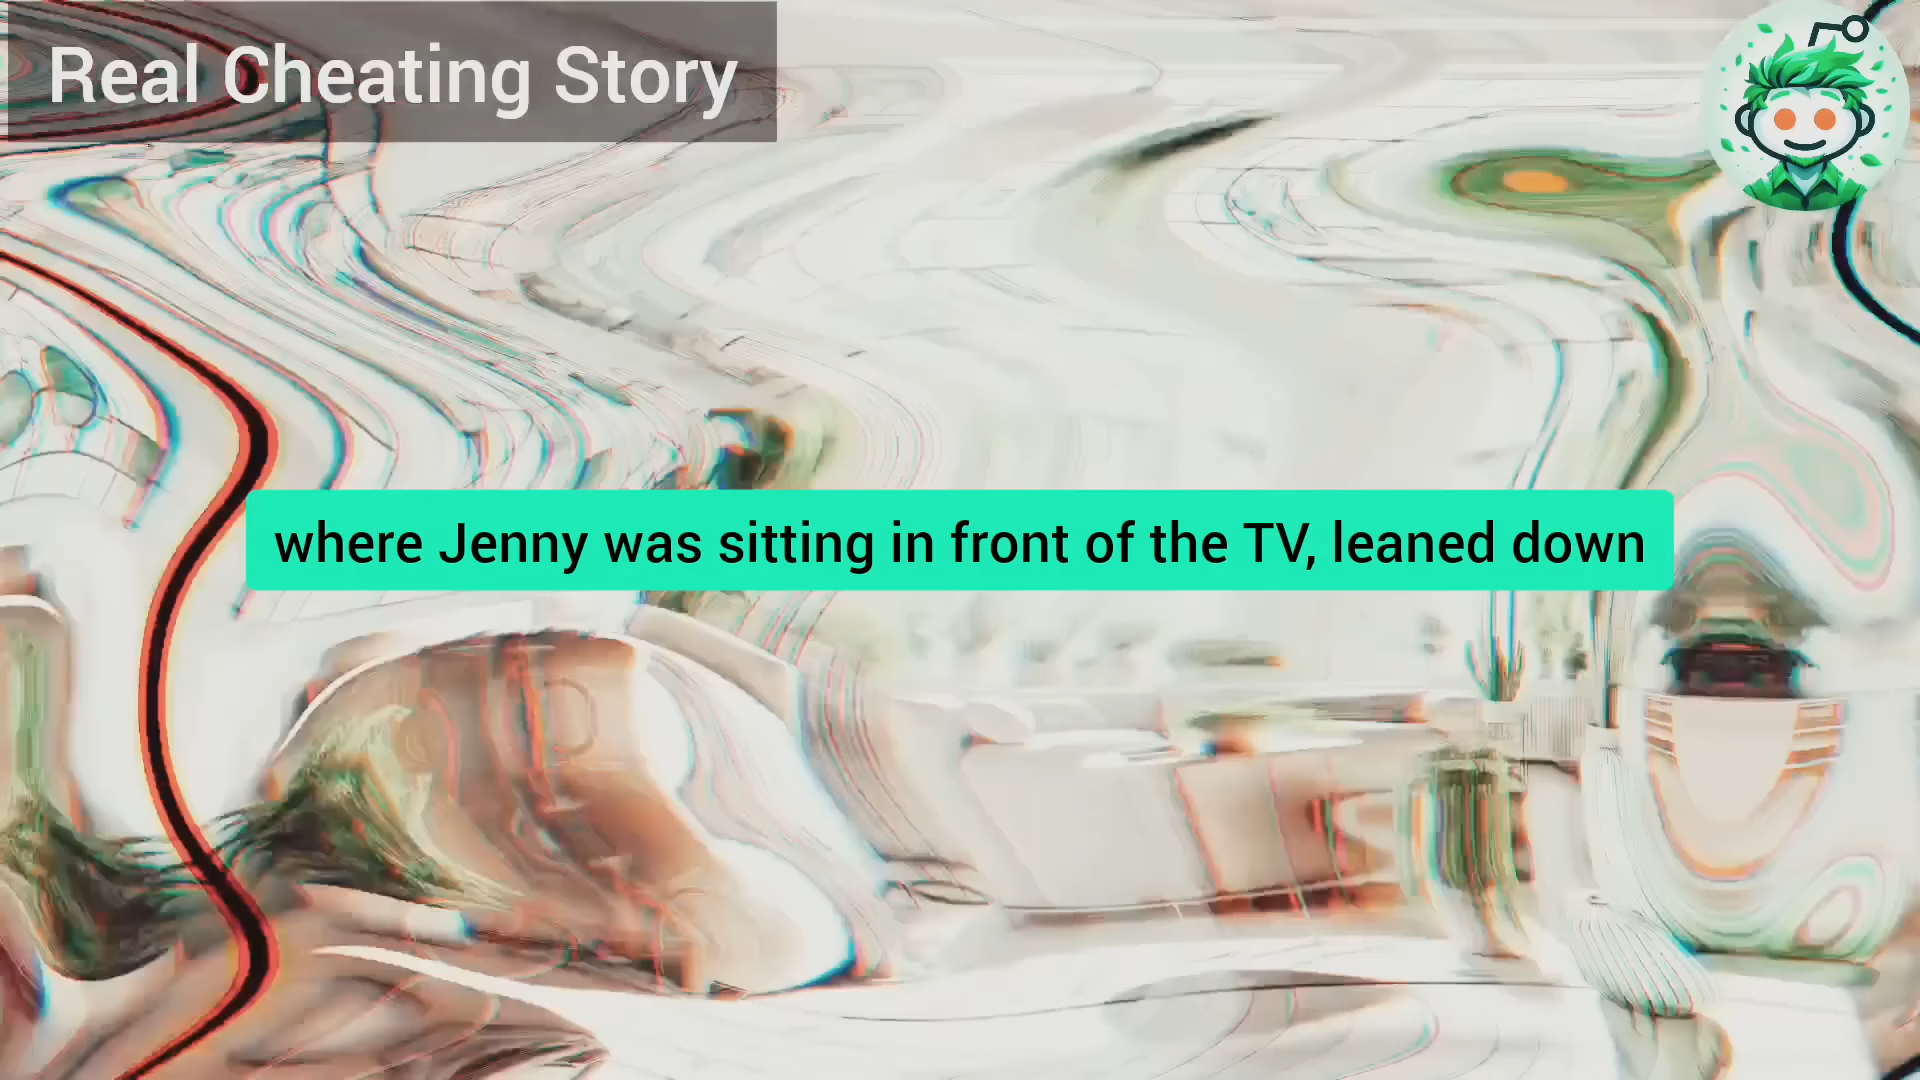 Real Cheating Story
where Jenny was sitting in front of the TV, leaned down